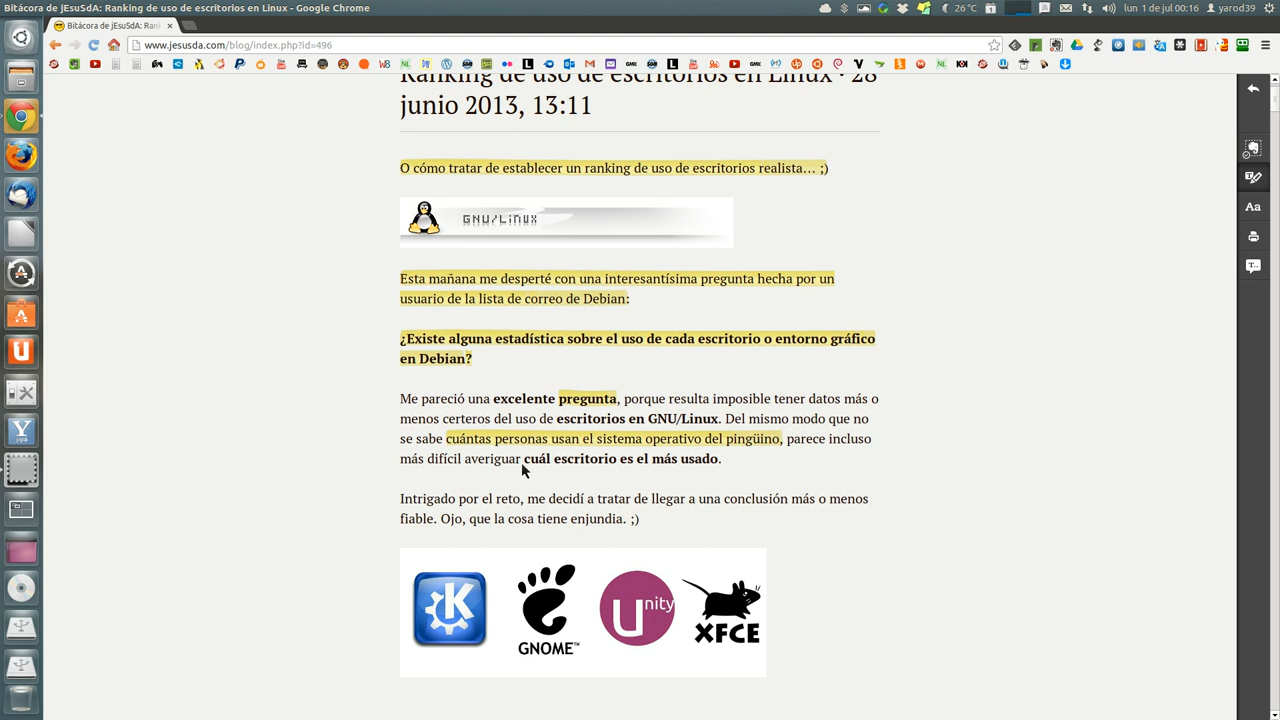 Bitácora de jEsuSdA: Ranking de uso de escritorios en Linux - Google Chrome
26°C
lun 1 de jul 00:16
yarod39
Bitácora de jEsuSdA: Ran
www.jesusda.com/blog/index.php?id=496
Ranking de uso de escritorios en Linux · 28
junio 2013, 13:11
O cómo tratar de establecer un ranking de uso de escritorios realista… ;)
GNU/LiNUX
Esta mañana me desperté con una interesantísima pregunta hecha por un
usuario de la lista de correo de Debian:
¿Existe alguna estadística sobre el uso de cada escritorio o entorno gráfico
en Debian?
Me pareció una excelente pregunta, porque resulta imposible tener datos más o
menos certeros del uso de escritorios en GNU/Linux. Del mismo modo que no
se sabe cuántas personas usan el sistema operativo del pingüino, parece incluso
más difícil averiguar cuál escritorio es el más usado.
Intrigado por el reto, me decidí a tratar de llegar a una conclusión más o menos
fiable. Ojo, que la cosa tiene enjundia. ;)
K
GNOME™
Unity
XFCE
Aa